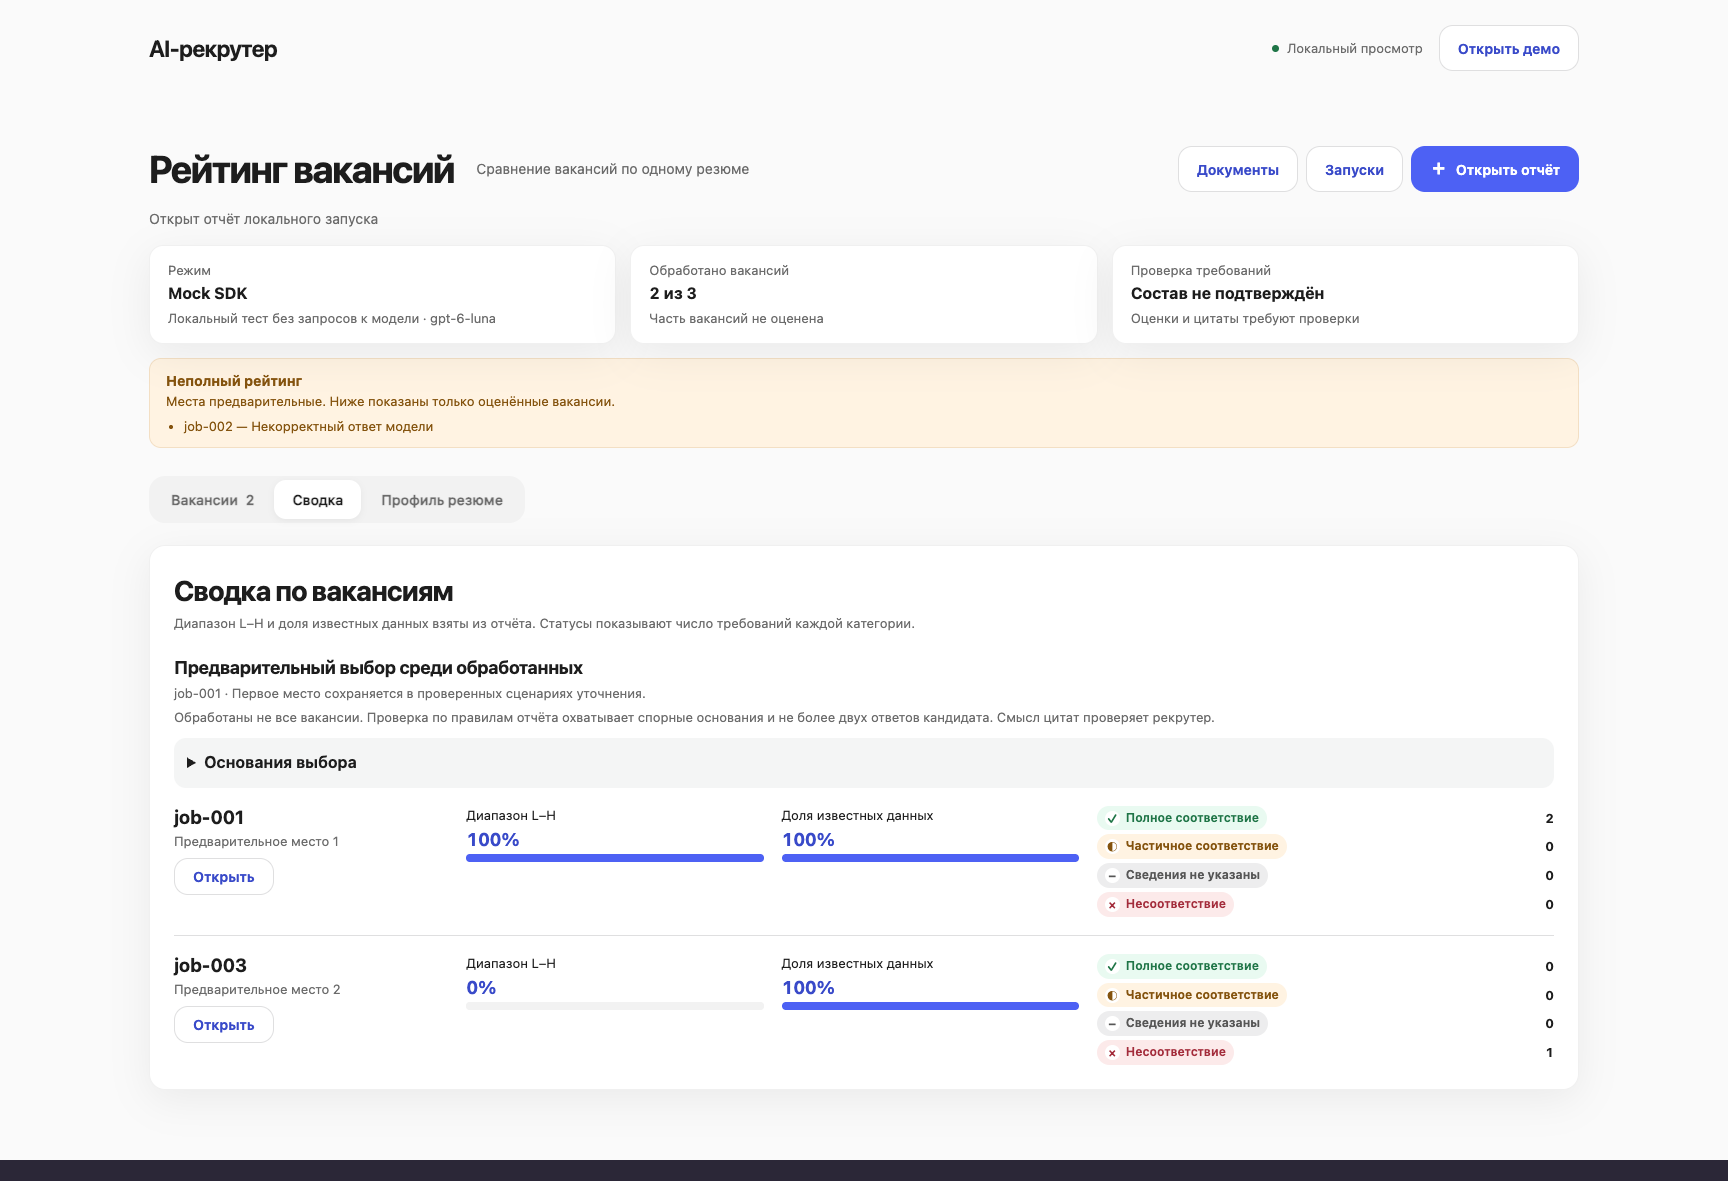 AI-рекрутер
Локальный просмотр
Открыть демо
Рейтинг вакансий
Сравнение вакансий по одному резюме
Документы
Запуски
+ Открыть отчёт
Открыт отчёт локального запуска
Режим
Mock SDK
Локальный тест без запросов к модели · gpt-6-luna
Обработано вакансий
2 из 3
Часть вакансий не оценена
Проверка требований
Состав не подтверждён
Оценки и цитаты требуют проверки
Неполный рейтинг
Места предварительные. Ниже показаны только оценённые вакансии.
• job-002 — Некорректный ответ модели
Вакансии 2
Сводка
Профиль резюме
Сводка по вакансиям
Диапазон L–H и доля известных данных взяты из отчёта. Статусы показывают число требований каждой категории.
Предварительный выбор среди обработанных
job-001 · Первое место сохраняется в проверенных сценариях уточнения.
Обработаны не все вакансии. Проверка по правилам отчёта охватывает спорные основания и не более двух ответов кандидата. Смысл цитат проверяет рекрутер.
Основания выбора
job-001
Предварительное место 1
Открыть
Диапазон L–H
100%
Доля известных данных
100%
Полное соответствие 2
Частичное соответствие 0
Сведения не указаны 0
Несоответствие 0
job-003
Предварительное место 2
Открыть
Диапазон L–H
0%
Доля известных данных
100%
Полное соответствие 0
Частичное соответствие 0
Сведения не указаны 0
Несоответствие 1